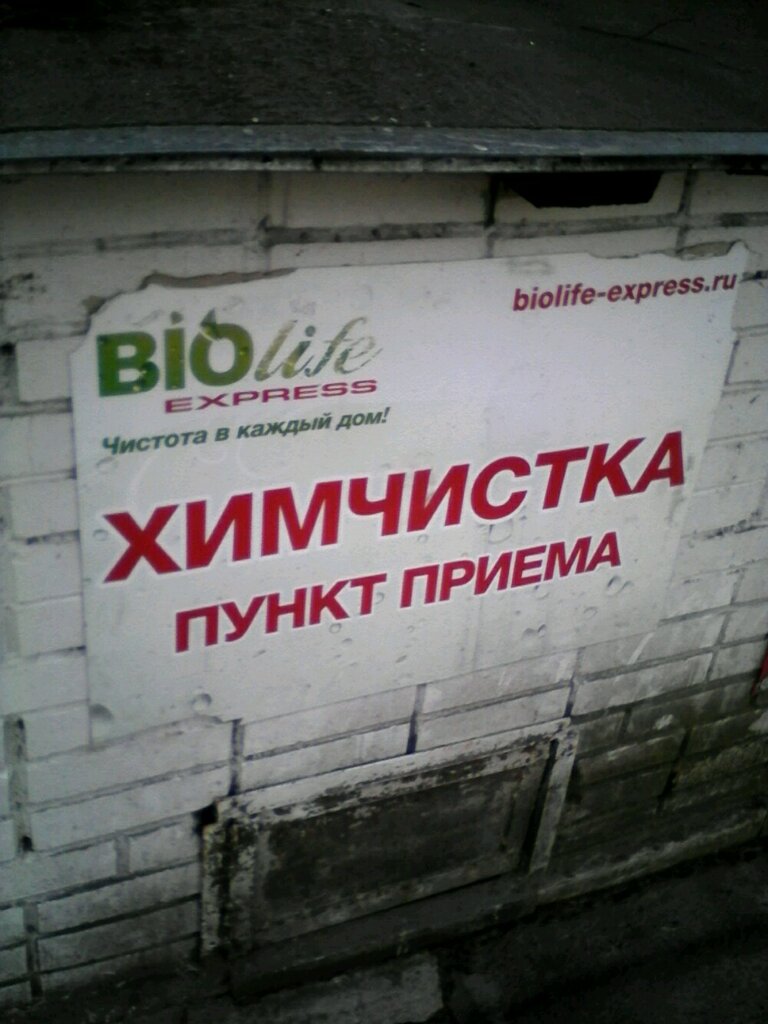 biolife-express.ru
BIOlife
EXPRESS
Чистота в каждый дом!
ХИМЧИСТКА
ПУНКТ ПРИЕМА